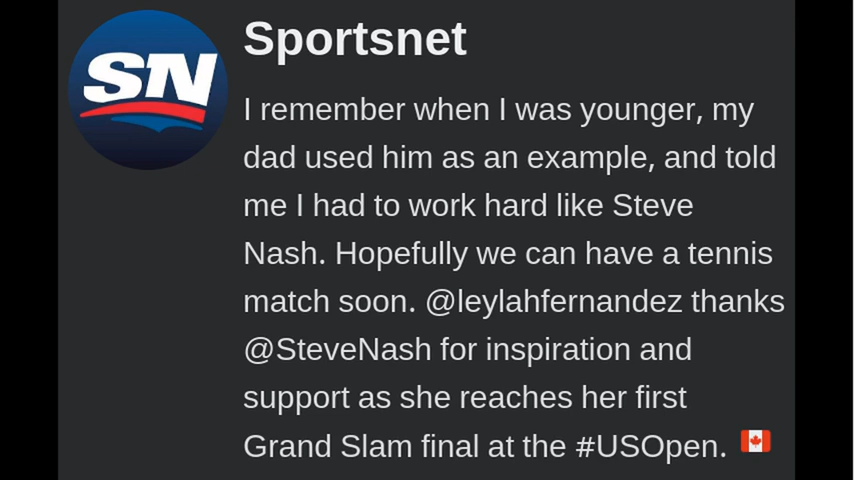 SN
Sportsnet
I remember when I was younger, my
dad used him as an example, and told
me I had to work hard like Steve
Nash. Hopefully we can have a tennis
match soon. @leylahfernandez thanks
@SteveNash for inspiration and
support as she reaches her first
Grand Slam final at the #USOpen. 🇨🇦